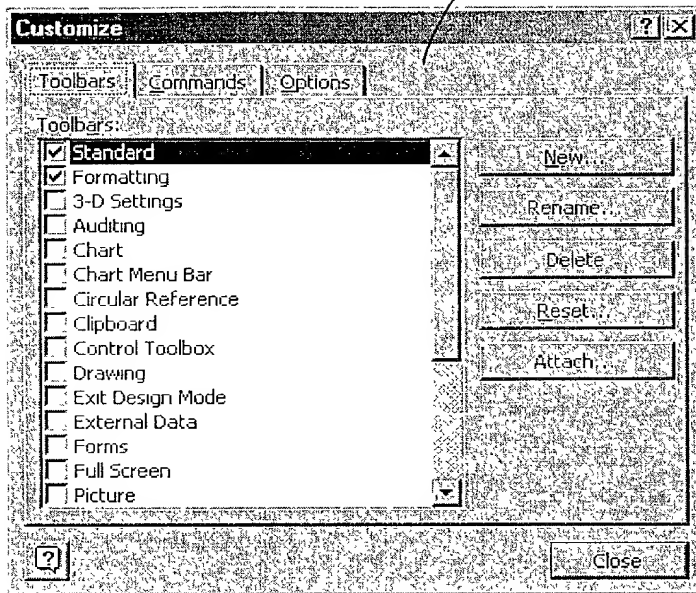 Customize ? X
Toolbars Commands Options
Toolbars:
Standard
Formatting
3-D Settings
Auditing
Chart
Chart Menu Bar
Circular Reference
Clipboard
Control Toolbox
Drawing
Exit Design Mode
External Data
Forms
Full Screen
Picture
New...
Rename...
Delete
Reset...
Attach...
?
Close